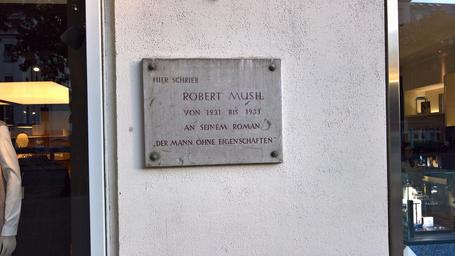 HIER SCHRIEB
ROBERT MUSIL
VON 1931 BIS 1933
AN SEINEM ROMAN
„DER MANN OHNE EIGENSCHAFTEN“